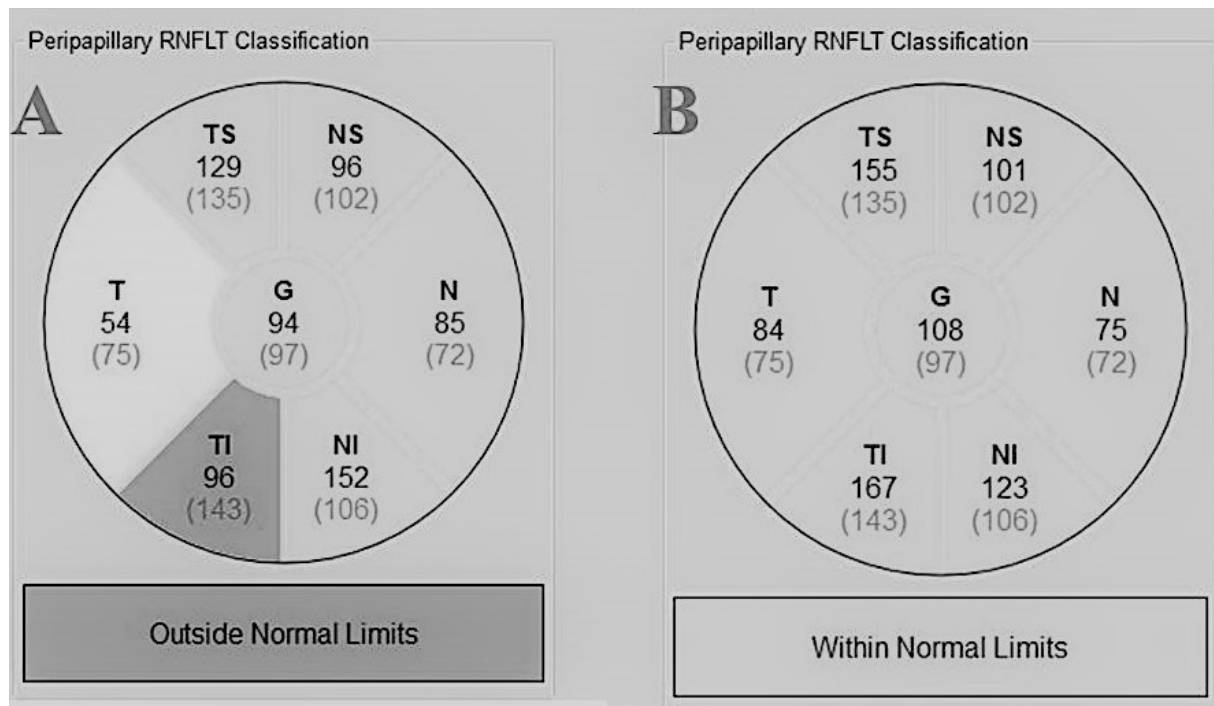 Peripapillary RNFLT Classification
A
TS
129
(135)
NS
96
(102)
T
54
(75)
G
94
(97)
N
85
(72)
TI
96
(143)
NI
152
(106)
Outside Normal Limits
Peripapillary RNFLT Classification
B
TS
155
(135)
NS
101
(102)
T
84
(75)
G
108
(97)
N
75
(72)
TI
167
(143)
NI
123
(106)
Within Normal Limits